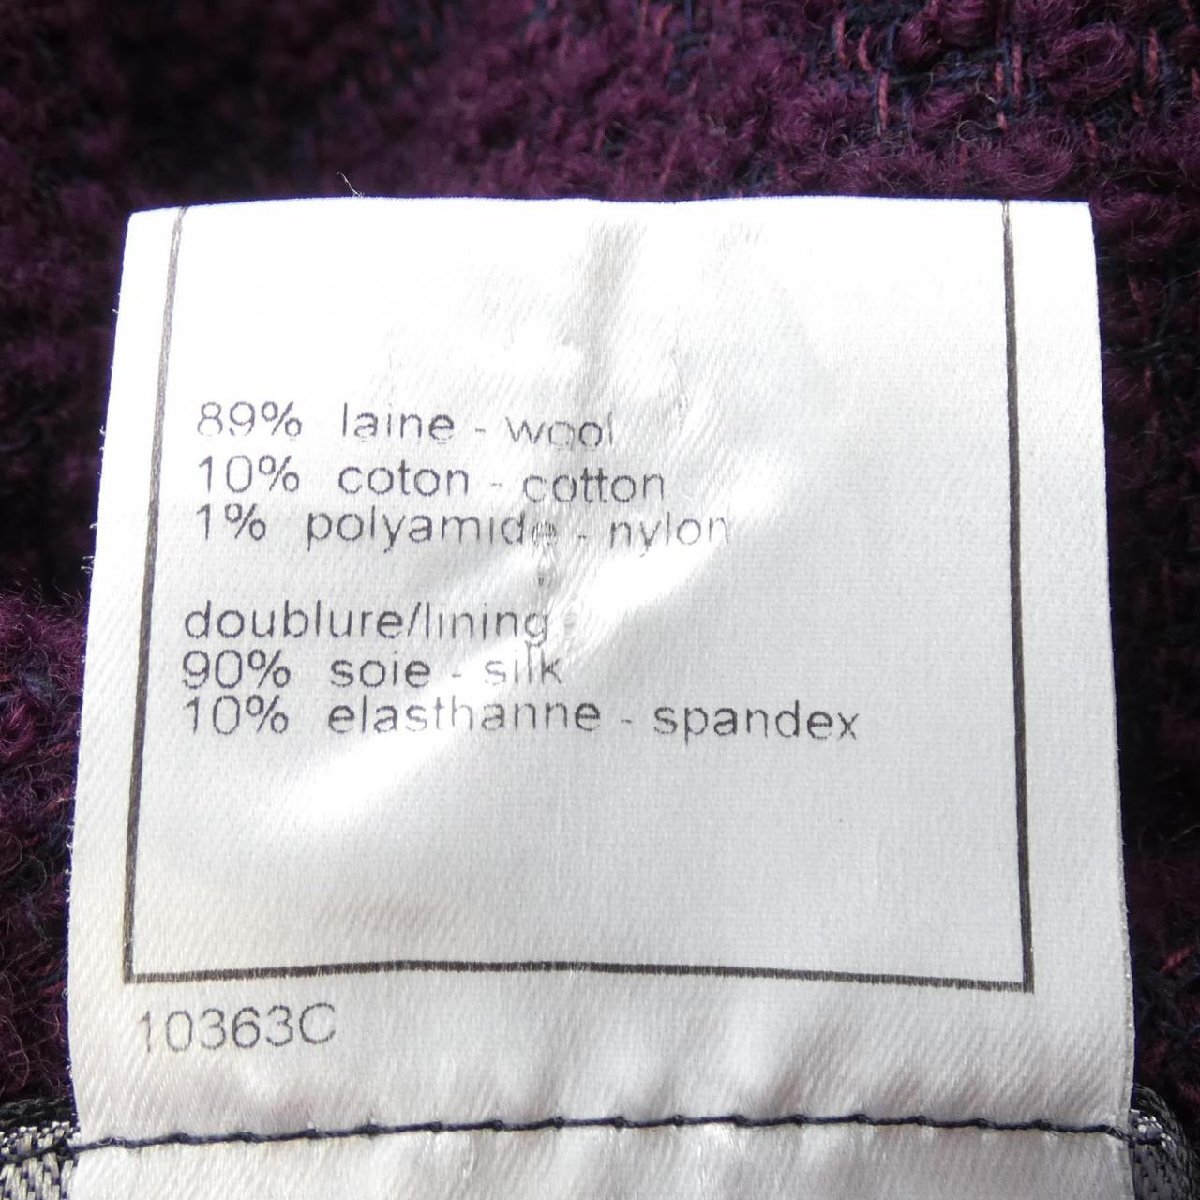 89% laine - wool
10% coton - cotton
1% polyamide - nylon
doublure/lining
90% soie - silk
10% elasthanne - spandex
10363C